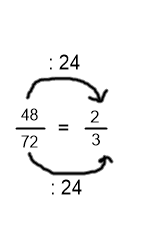 : 24
48/72 = 2/3
: 24